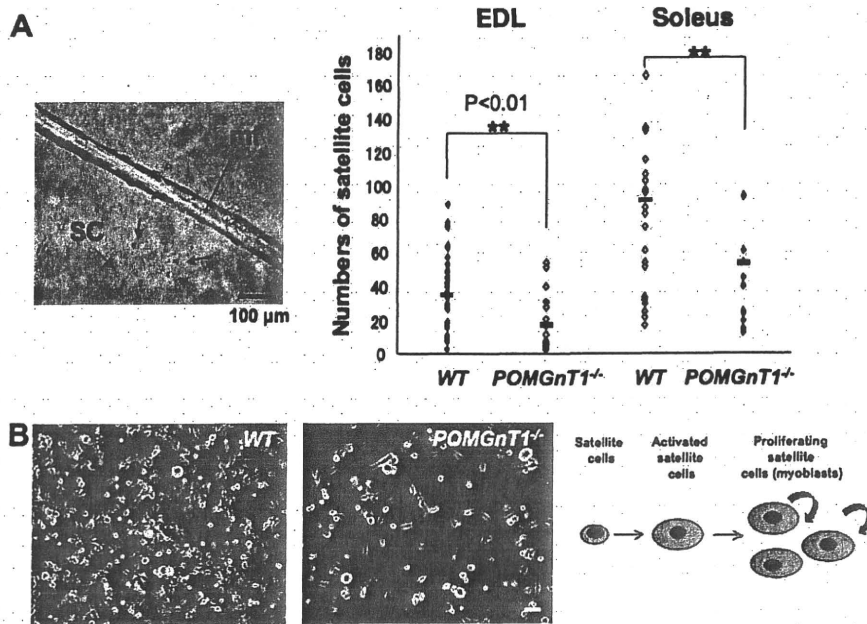 A
EDL
Soleus
Numbers of satellite cells
180
160
140
120
100
80
60
40
20
0
P<0.01
**
**
SC
100 μm
WT
POMGnT1-/-
WT
POMGnT1-/-
B
WT
POMGnT1-/-
Satellite
cells
Activated
satellite
cells
Proliferating
satellite
cells (myoblasts)